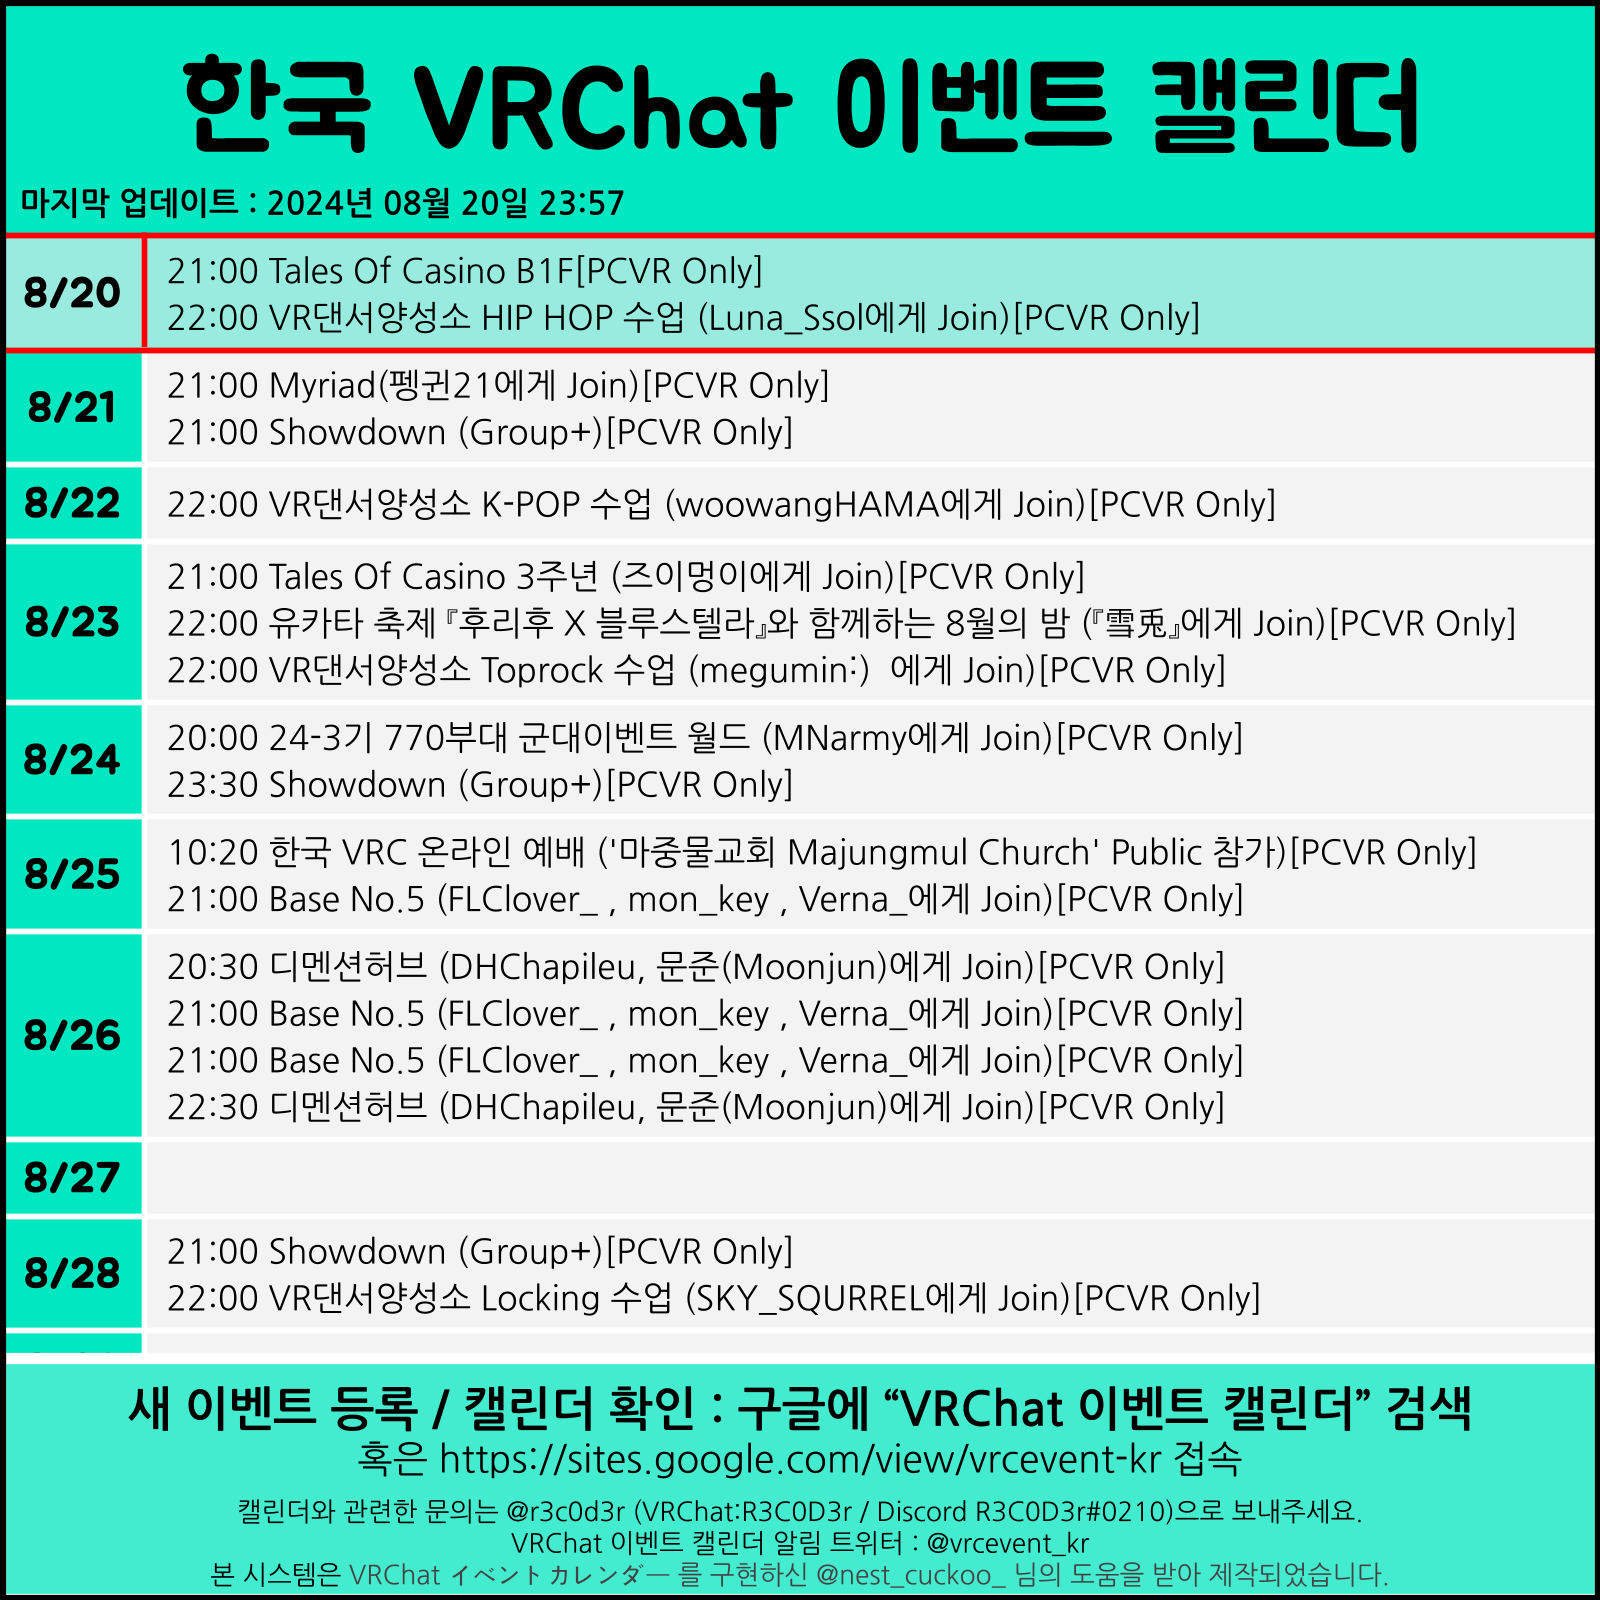 한국 VRChat 이벤트 캘린더
마지막 업데이트 : 2024년 08월 20일 23:57
8/20
21:00 Tales Of Casino B1F[PCVR Only]
22:00 VR댄서양성소 HIP HOP 수업 (Luna_Ssol에게 Join)[PCVR Only]
8/21
21:00 Myriad(펭귄21에게 Join)[PCVR Only]
21:00 Showdown (Group+)[PCVR Only]
8/22
22:00 VR댄서양성소 K-POP 수업 (woowangHAMA에게 Join)[PCVR Only]
8/23
21:00 Tales Of Casino 3주년 (즈이멍이에게 Join)[PCVR Only]
22:00 유카타 축제『후리후 X 블루스텔라』와 함께하는 8월의 밤 (『雪兎』에게 Join)[PCVR Only]
22:00 VR댄서양성소 Toprock 수업 (megumin:)  에게 Join)[PCVR Only]
8/24
20:00 24-3기 770부대 군대이벤트 월드 (MNarmy에게 Join)[PCVR Only]
23:30 Showdown (Group+)[PCVR Only]
8/25
10:20 한국 VRC 온라인 예배 ('마중물교회 Majungmul Church' Public 참가)[PCVR Only]
21:00 Base No.5 (FLClover_ , mon_key , Verna_에게 Join)[PCVR Only]
8/26
20:30 디멘션허브 (DHChapileu, 문준(Moonjun)에게 Join)[PCVR Only]
21:00 Base No.5 (FLClover_ , mon_key , Verna_에게 Join)[PCVR Only]
21:00 Base No.5 (FLClover_ , mon_key , Verna_에게 Join)[PCVR Only]
22:30 디멘션허브 (DHChapileu, 문준(Moonjun)에게 Join)[PCVR Only]
8/27
8/28
21:00 Showdown (Group+)[PCVR Only]
22:00 VR댄서양성소 Locking 수업 (SKY_SQURREL에게 Join)[PCVR Only]
새 이벤트 등록 / 캘린더 확인 : 구글에 “VRChat 이벤트 캘린더” 검색
혹은 https://sites.google.com/view/vrcevent-kr 접속
캘린더와 관련한 문의는 @r3c0d3r (VRChat:R3C0D3r / Discord R3C0D3r#0210)으로 보내주세요.
VRChat 이벤트 캘린더 알림 트위터 : @vrcevent_kr
본 시스템은 VRChat イベントカレンダー 를 구현하신 @nest_cuckoo_ 님의 도움을 받아 제작되었습니다.